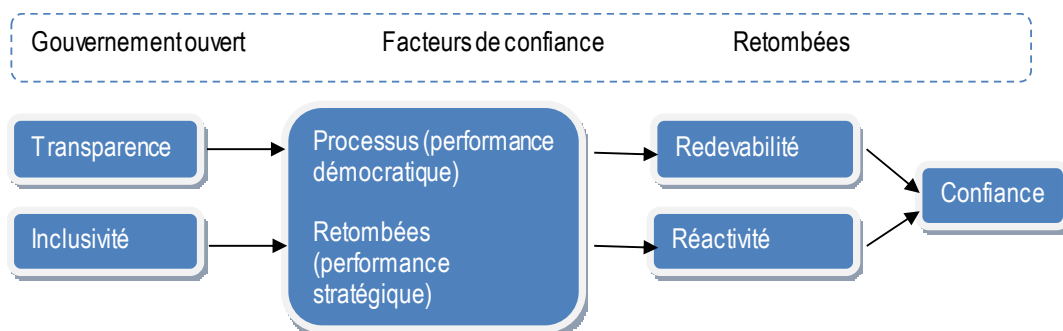 Gouvernement ouvert Facteurs de confiance Retombées
Transparence
Inclusivité
Processus (performance
démocratique)
Retombées
(performance
stratégique)
Redevabilité
Réactivité
Confiance